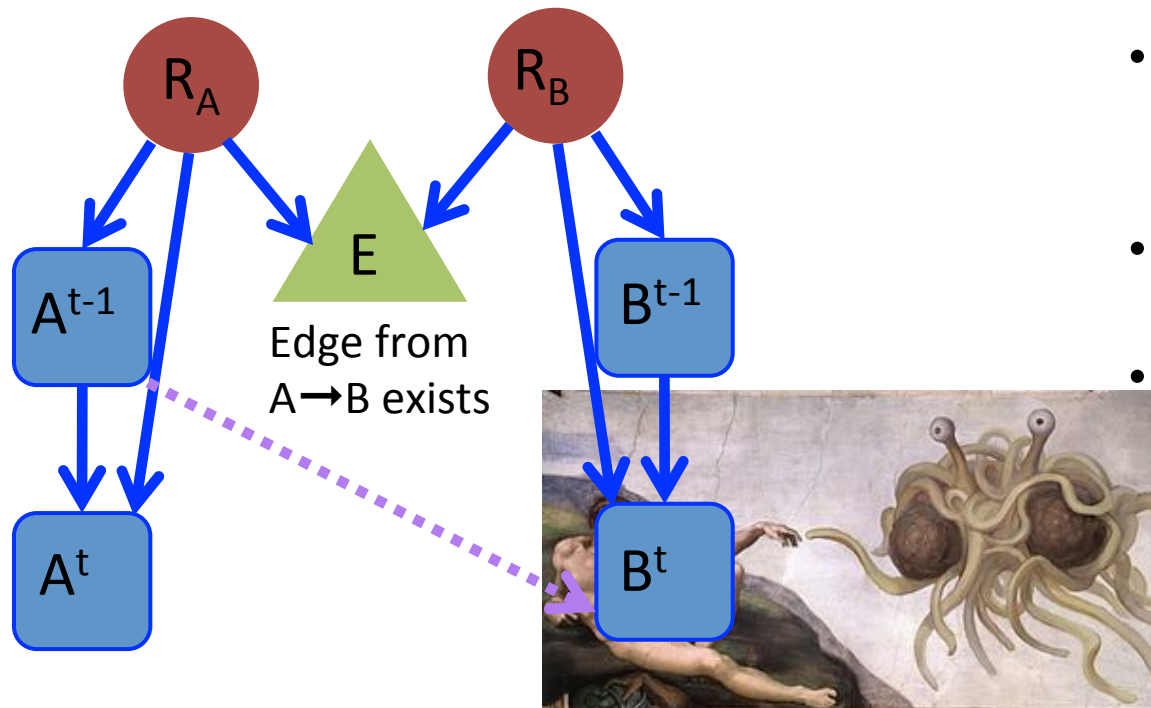 R_A
R_B
E
A^t-1
B^t-1
Edge from
A→B exists
A^t
B^t